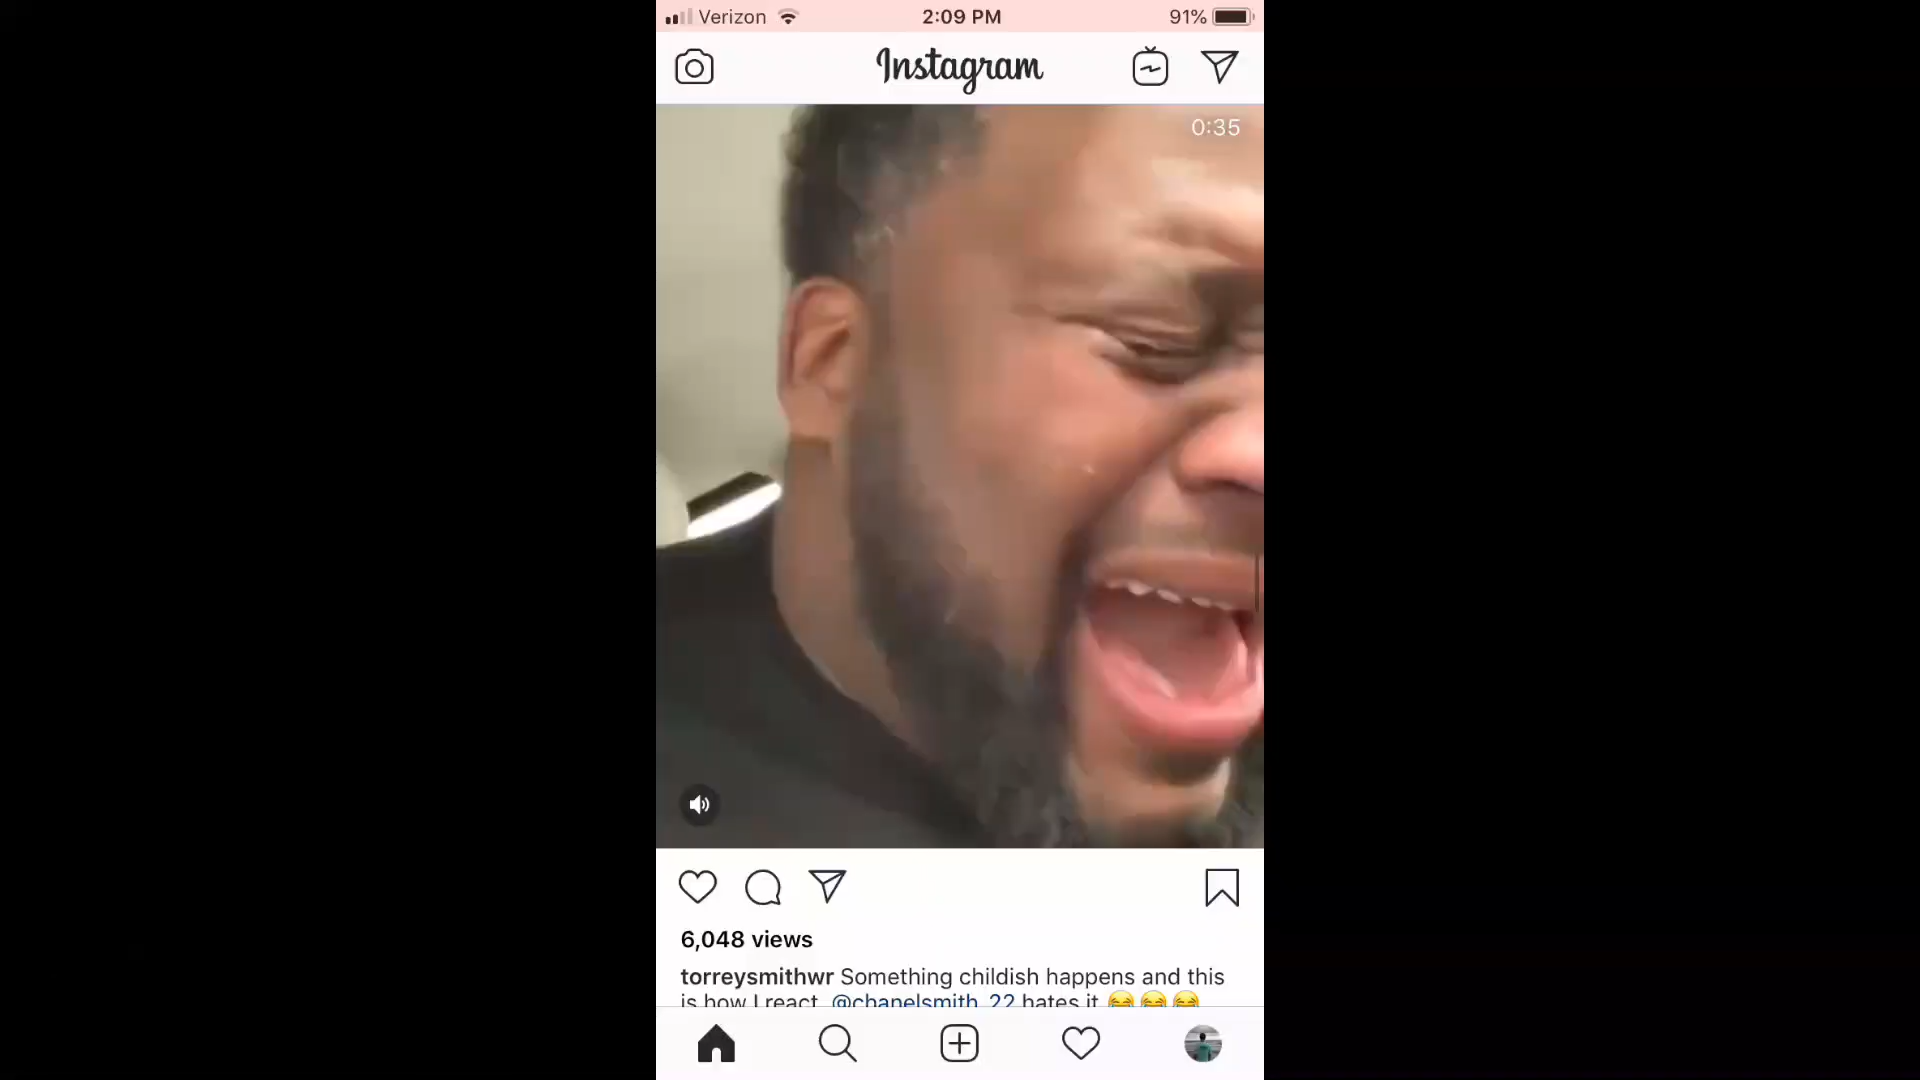 Verizon 2:09 PM 91%
Instagram
0:35
6,048 views
torreysmithwr Something childish happens and this
is how I react. @chanelsmith_22 hates it 😂😂😂